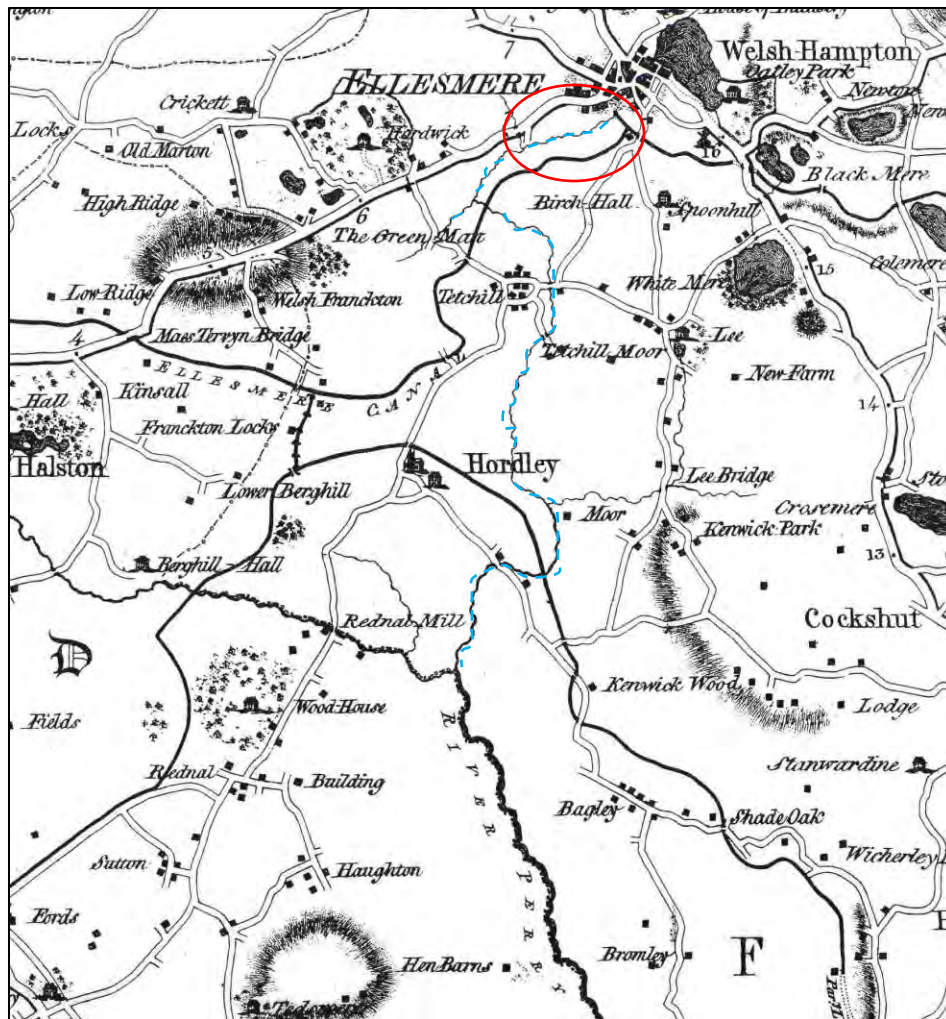 7
Welsh Hampton
Oatley Park
ELLESMERE
Crickett
Newton
Locks
Hardwick
Old Marton
16
Black Mere
High Ridge
6
Birch Hall
Spoonhill
The Green Man
5
15
Colemere
Low Ridge
Welsh Franckton
Tetchill
White Mere
4
Maes Tervyn Bridge
Lee
Tetchill Moor
ELLESMERE CANAL
New Farm
Hall
Kinsall
14
Franckton Locks
Halston
Hordley
Lee Bridge
Lower Berghill
Moor
Crosemere
Kenwick Park
13
Berghill Hall
Rednal Mill
Cockshut
D
Kenwick Wood
Lodge
Fields
Wood House
RIVER PERRY
Stanwardine
Rednal
Building
Bagley
Shade Oak
Sutton
Wicherley
Haughton
Fords
Bromley
F
Hen Barns